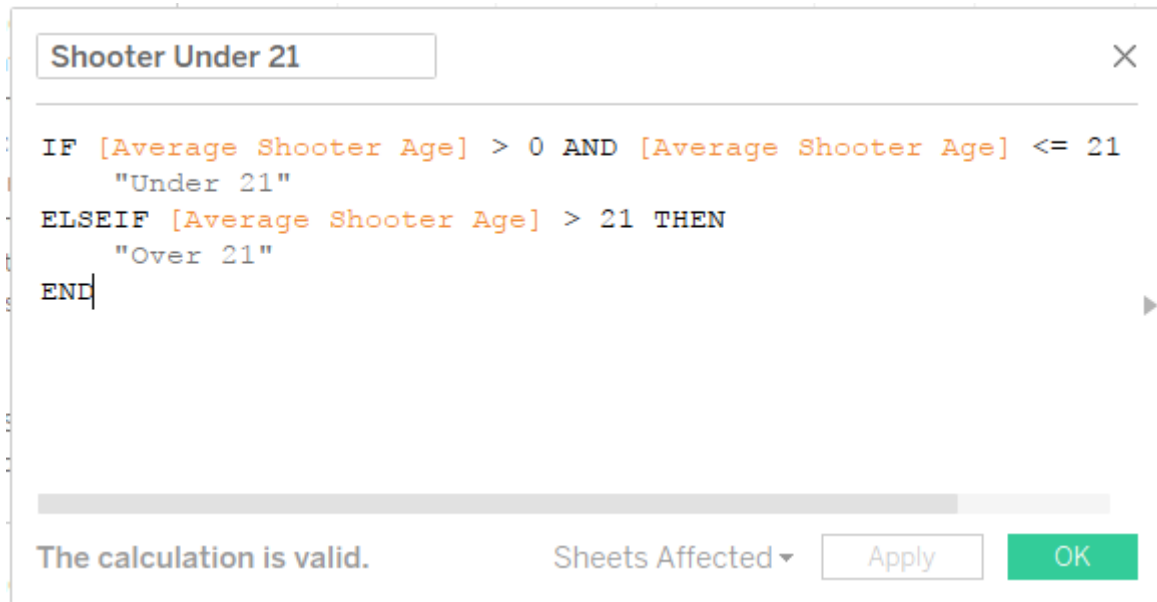 Shooter Under 21
IF [Average Shooter Age] > 0 AND [Average Shooter Age] <= 21
"Under 21"
ELSEIF [Average Shooter Age] > 21 THEN
"Over 21"
END
The calculation is valid. Sheets Affected Apply OK